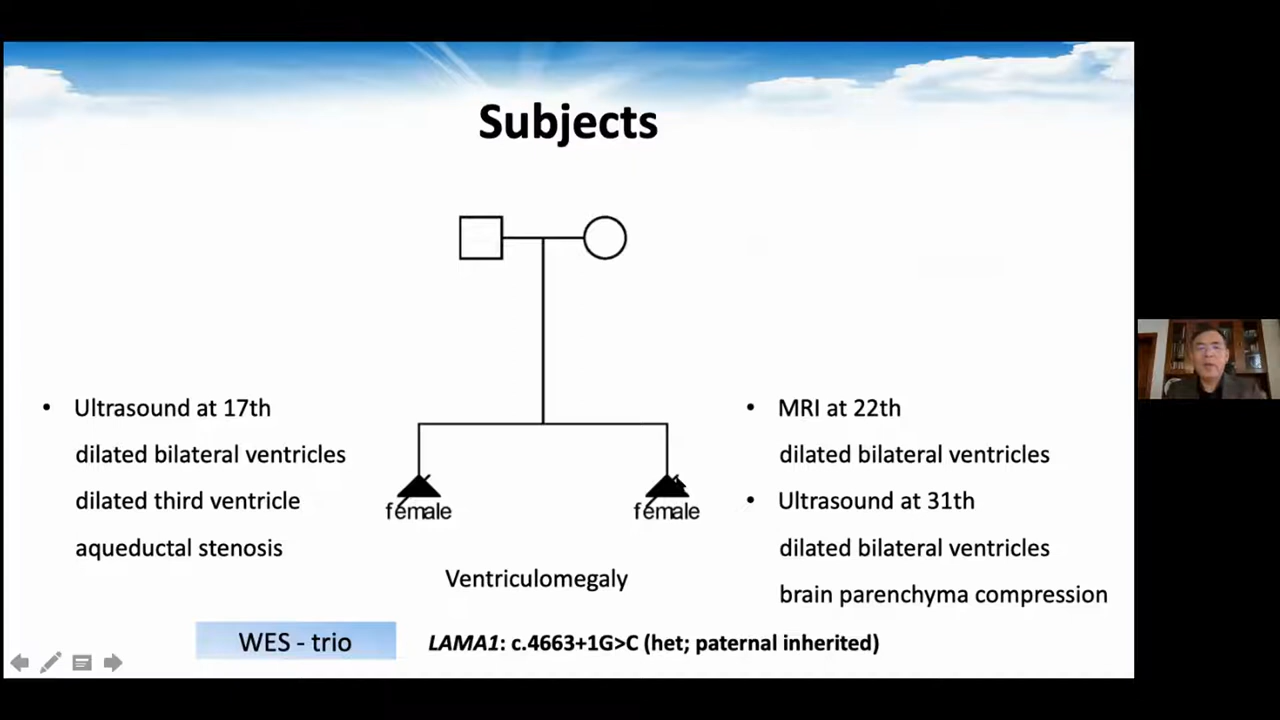 Subjects
• Ultrasound at 17th
dilated bilateral ventricles
dilated third ventricle
aqueductal stenosis
female
female
Ventriculomegaly
• MRI at 22th
dilated bilateral ventricles
• Ultrasound at 31th
dilated bilateral ventricles
brain parenchyma compression
WES - trio
LAMA1: c.4663+1G>C (het; paternal inherited)